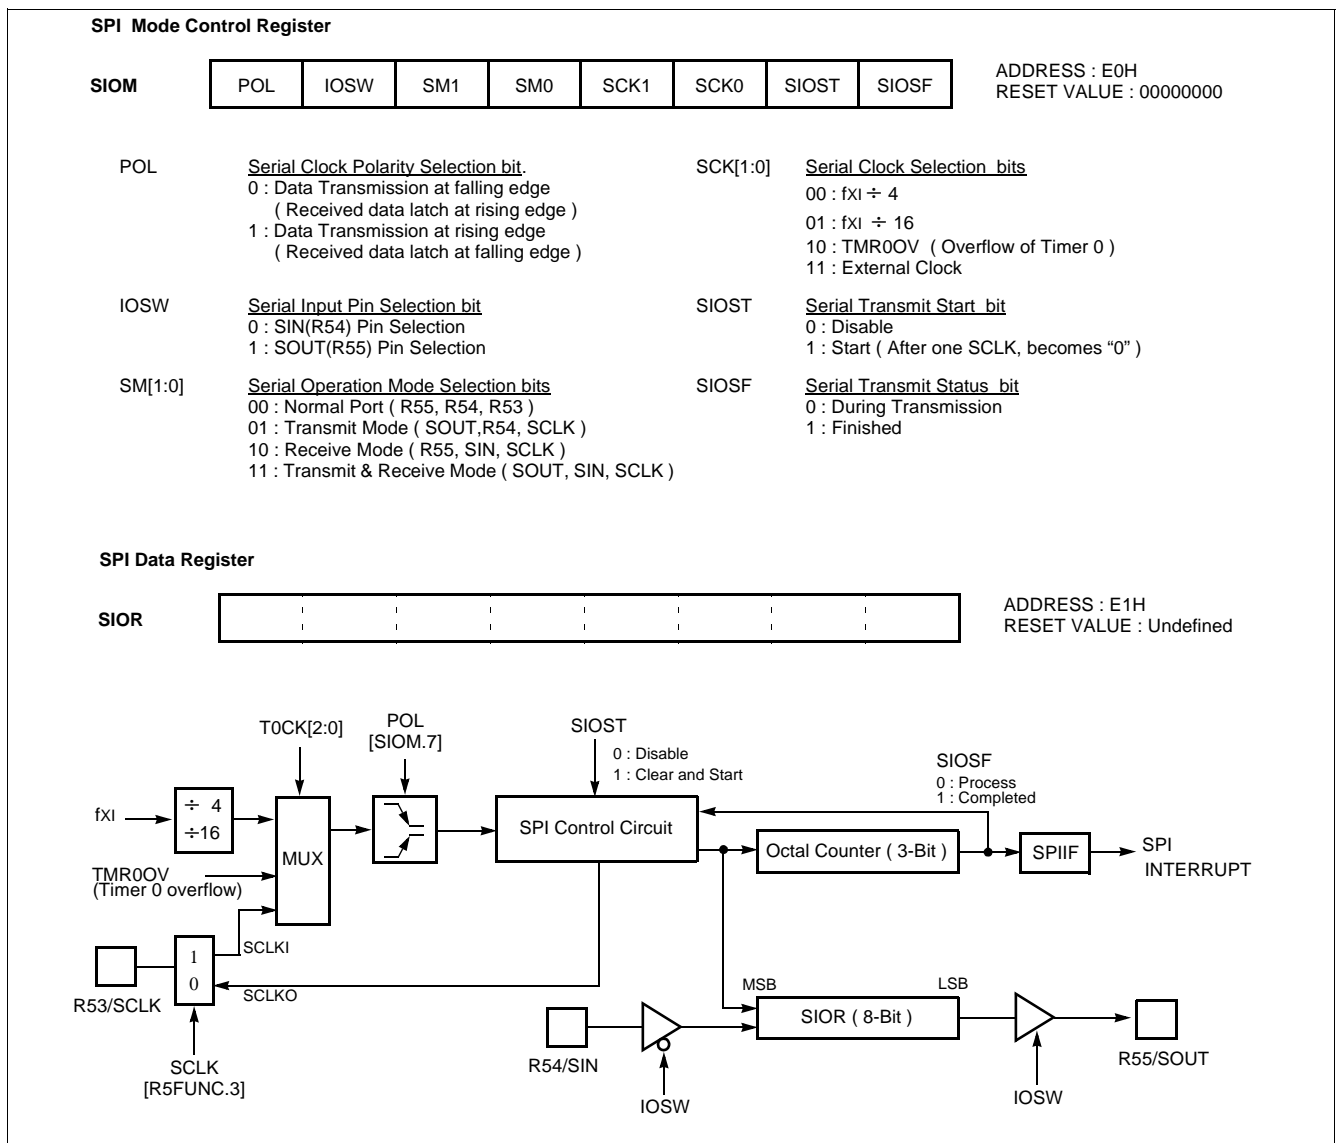 SPI Mode Control Register
SIOM POL IOSW SM1 SM0 SCK1 SCK0 SIOST SIOSF
ADDRESS : E0H
RESET VALUE : 00000000
POL Serial Clock Polarity Selection bit.
0 : Data Transmission at falling edge
( Received data latch at rising edge )
1 : Data Transmission at rising edge
( Received data latch at falling edge )
IOSW Serial Input Pin Selection bit
0 : SIN(R54) Pin Selection
1 : SOUT(R55) Pin Selection
SM[1:0] Serial Operation Mode Selection bits
00 : Normal Port ( R55, R54, R53 )
01 : Transmit Mode ( SOUT,R54, SCLK )
10 : Receive Mode ( R55, SIN, SCLK )
11 : Transmit & Receive Mode ( SOUT, SIN, SCLK )
SCK[1:0] Serial Clock Selection bits
00 : fXI ÷ 4
01 : fXI ÷ 16
10 : TMR0OV ( Overflow of Timer 0 )
11 : External Clock
SIOST Serial Transmit Start bit
0 : Disable
1 : Start ( After one SCLK, becomes “0” )
SIOSF Serial Transmit Status bit
0 : During Transmission
1 : Finished
SPI Data Register
SIOR
ADDRESS : E1H
RESET VALUE : Undefined
T0CK[2:0]
POL
[SIOM.7]
SIOST
0 : Disable
1 : Clear and Start
SIOSF
0 : Process
1 : Completed
fXI
÷ 4
÷16
MUX
SPI Control Circuit
Octal Counter ( 3-Bit )
SPIIF
SPI
INTERRUPT
TMR0OV
(Timer 0 overflow)
SCLKI
1
0
SCLKO
R53/SCLK
SCLK
[R5FUNC.3]
MSB
LSB
SIOR ( 8-Bit )
R54/SIN
IOSW
R55/SOUT
IOSW